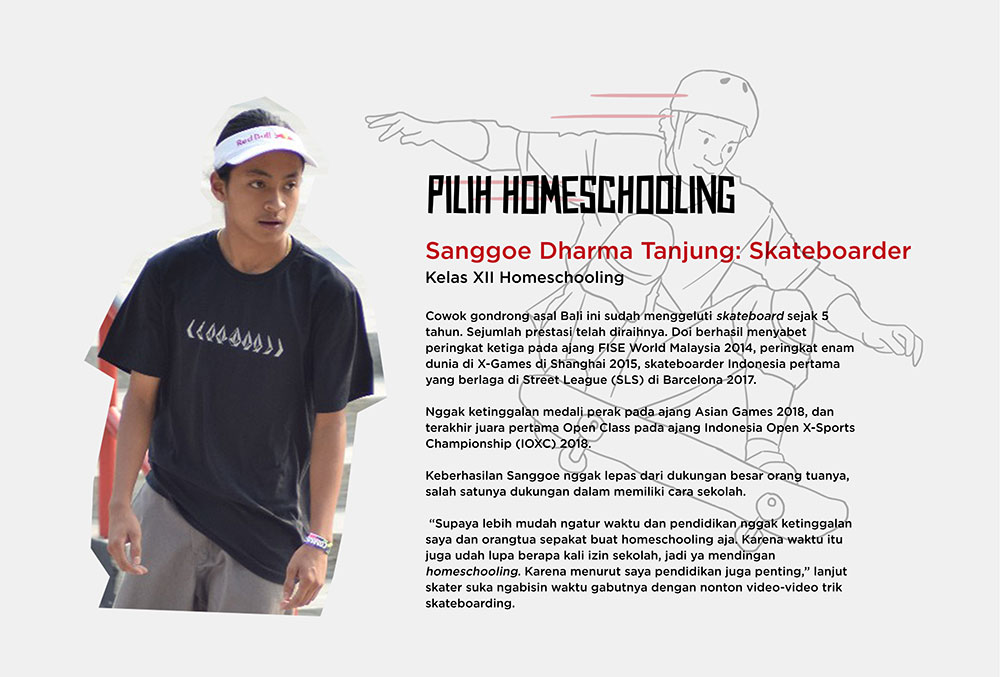 Red Bull
PILIH HOMESCHOOLING
Sanggoe Dharma Tanjung: Skateboarder
Kelas XII Homeschooling
Cowok gondrong asal Bali ini sudah menggeluti skateboard sejak 5
tahun. Sejumlah prestasi telah diraihnya. Doi berhasil menyabet
peringkat ketiga pada ajang FISE World Malaysia 2014, peringkat enam
dunia di X-Games di Shanghai 2015, skateboarder Indonesia pertama
yang berlaga di Street League (SLS) di Barcelona 2017.
Nggak ketinggalan medali perak pada ajang Asian Games 2018, dan
terakhir juara pertama Open Class pada ajang Indonesia Open X-Sports
Championship (IOXC) 2018.
Keberhasilan Sanggoe nggak lepas dari dukungan besar orang tuanya,
salah satunya dukungan dalam memiliki cara sekolah.
“Supaya lebih mudah ngatur waktu dan pendidikan nggak ketinggalan
saya dan orangtua sepakat buat homeschooling aja. Karena waktu itu
juga udah lupa berapa kali izin sekolah, jadi ya mendingan
homeschooling. Karena menurut saya pendidikan juga penting,” lanjut
skater suka ngabisin waktu gabutnya dengan nonton video-video trik
skateboarding.